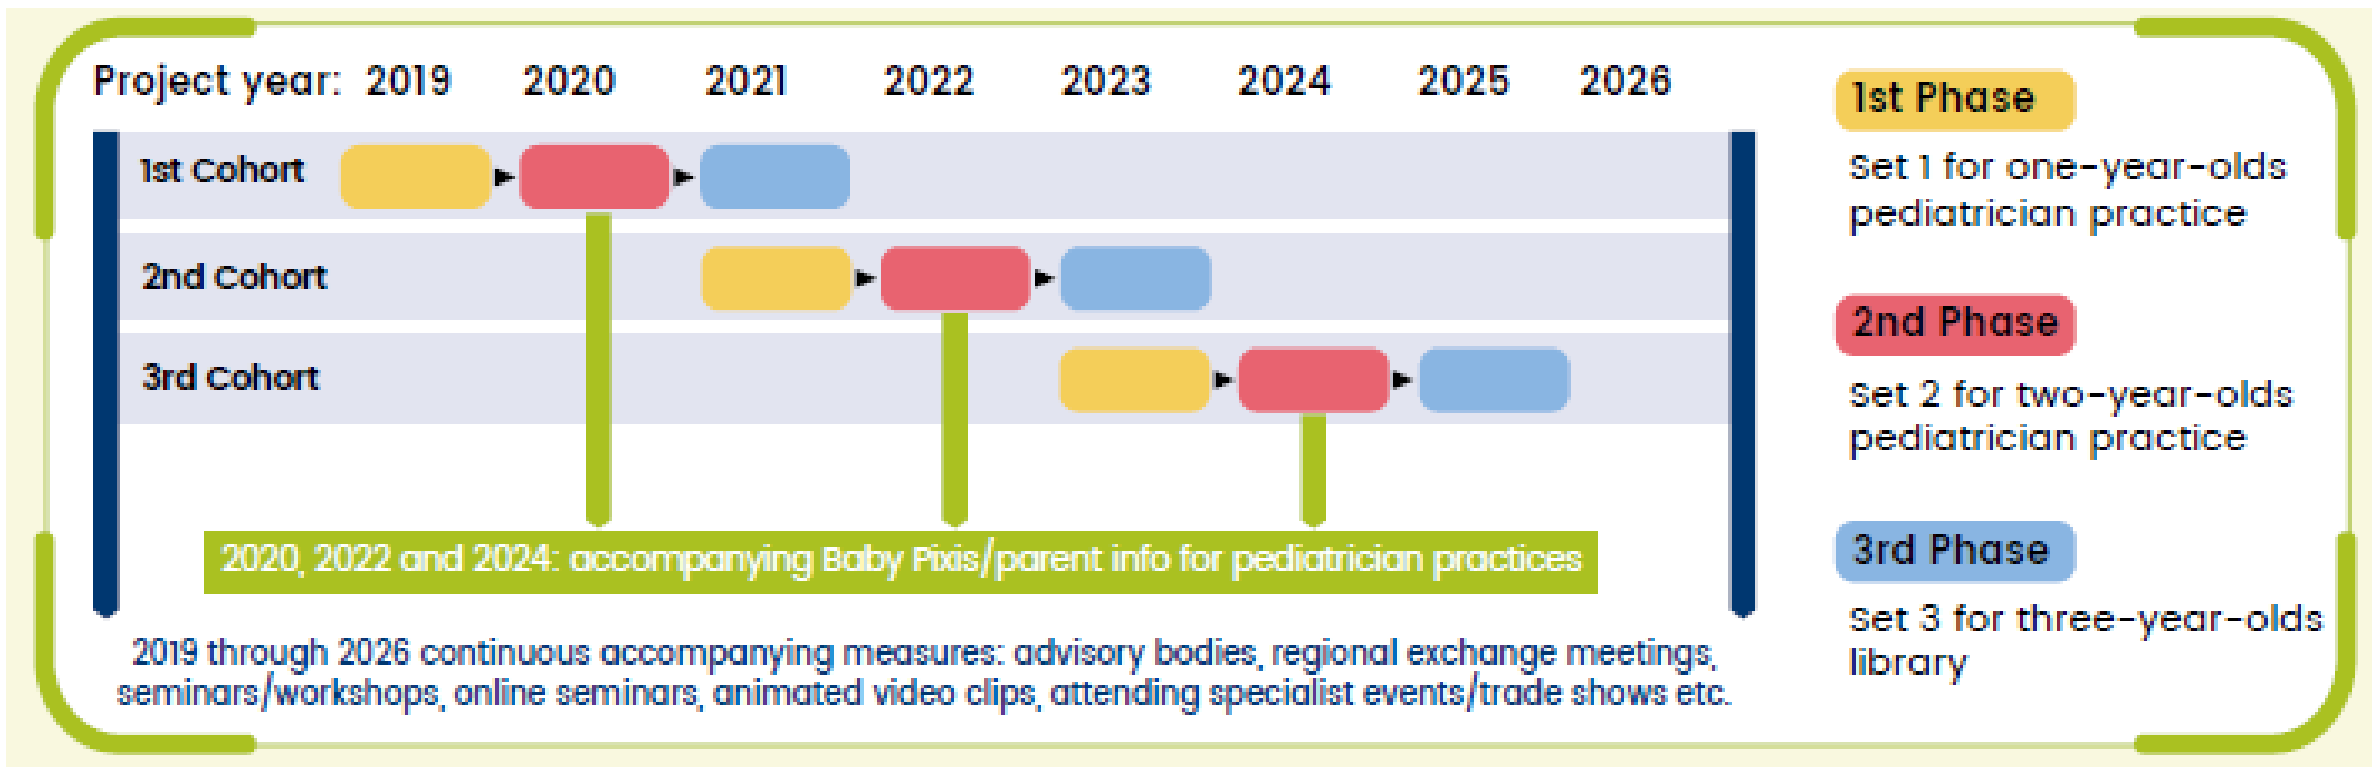 Project year: 2019 2020 2021 2022 2023 2024 2025 2026
1st Cohort
2nd Cohort
3rd Cohort
2020, 2022 and 2024: accompanying Baby Pixis/parent info for pediatrician practices
2019 through 2026 continuous accompanying measures: advisory bodies, regional exchange meetings,
seminars/workshops, online seminars, animated video clips, attending specialist events/trade shows etc.
1st Phase
Set 1 for one-year-olds
pediatrician practice
2nd Phase
Set 2 for two-year-olds
pediatrician practice
3rd Phase
Set 3 for three-year-olds
library